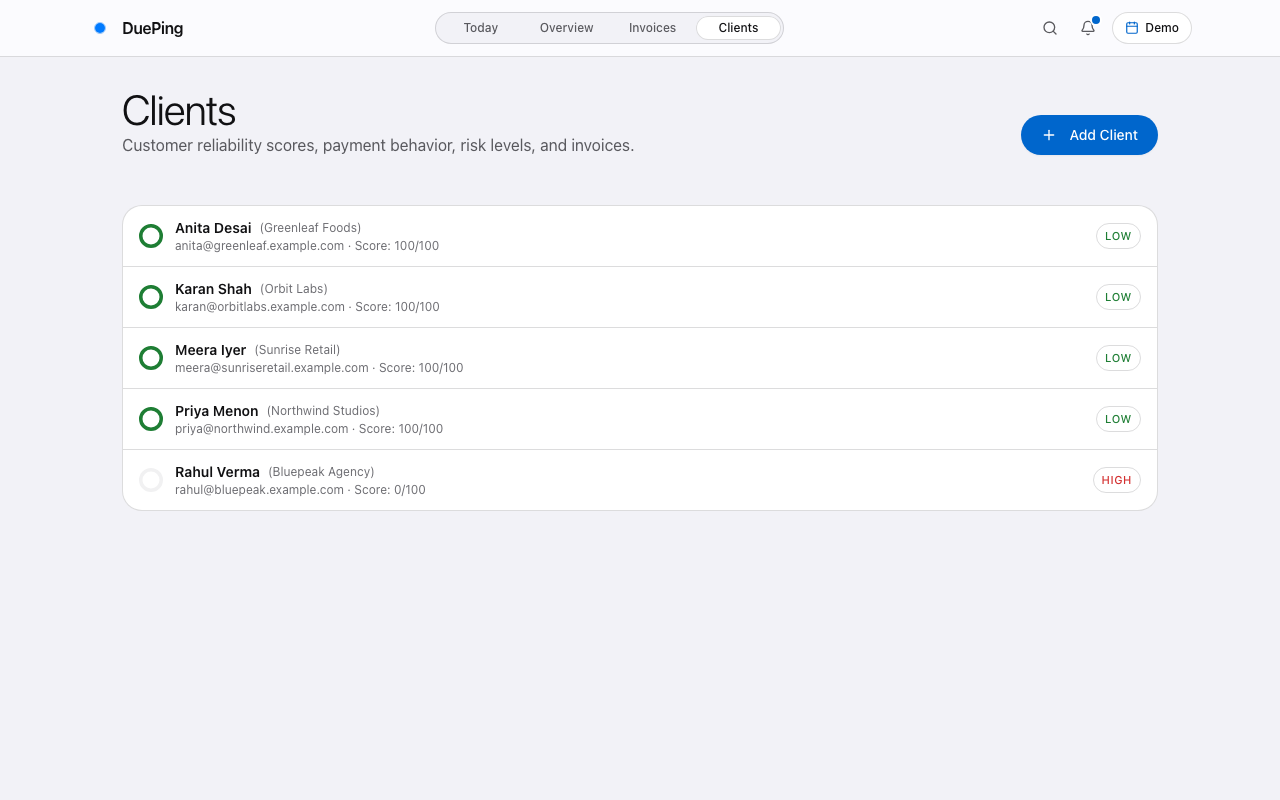 DuePing
Today
Overview
Invoices
Clients
Demo
Clients
Customer reliability scores, payment behavior, risk levels, and invoices.
Add Client
Anita Desai (Greenleaf Foods)
anita@greenleaf.example.com · Score: 100/100
LOW
Karan Shah (Orbit Labs)
karan@orbitlabs.example.com · Score: 100/100
LOW
Meera Iyer (Sunrise Retail)
meera@sunriseretail.example.com · Score: 100/100
LOW
Priya Menon (Northwind Studios)
priya@northwind.example.com · Score: 100/100
LOW
Rahul Verma (Bluepeak Agency)
rahul@bluepeak.example.com · Score: 0/100
HIGH